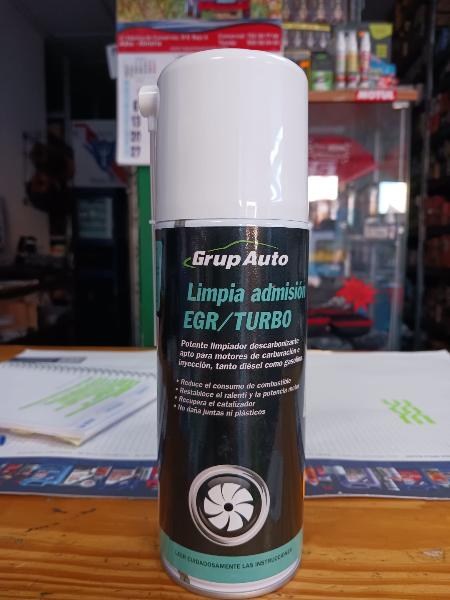 Grup Auto
Limpia admisión
EGR/TURBO
Potente limpiador descarbonizante
apto para motores de carburación e
inyección, tanto diésel como gasolina
• Reduce el consumo de combustible
• Restablece el ralentí y la potencia
• Recupera el catalizador
• No daña juntas ni plásticos
LEER CUIDADOSAMENTE LAS INSTRUCCIONES
MOTUL